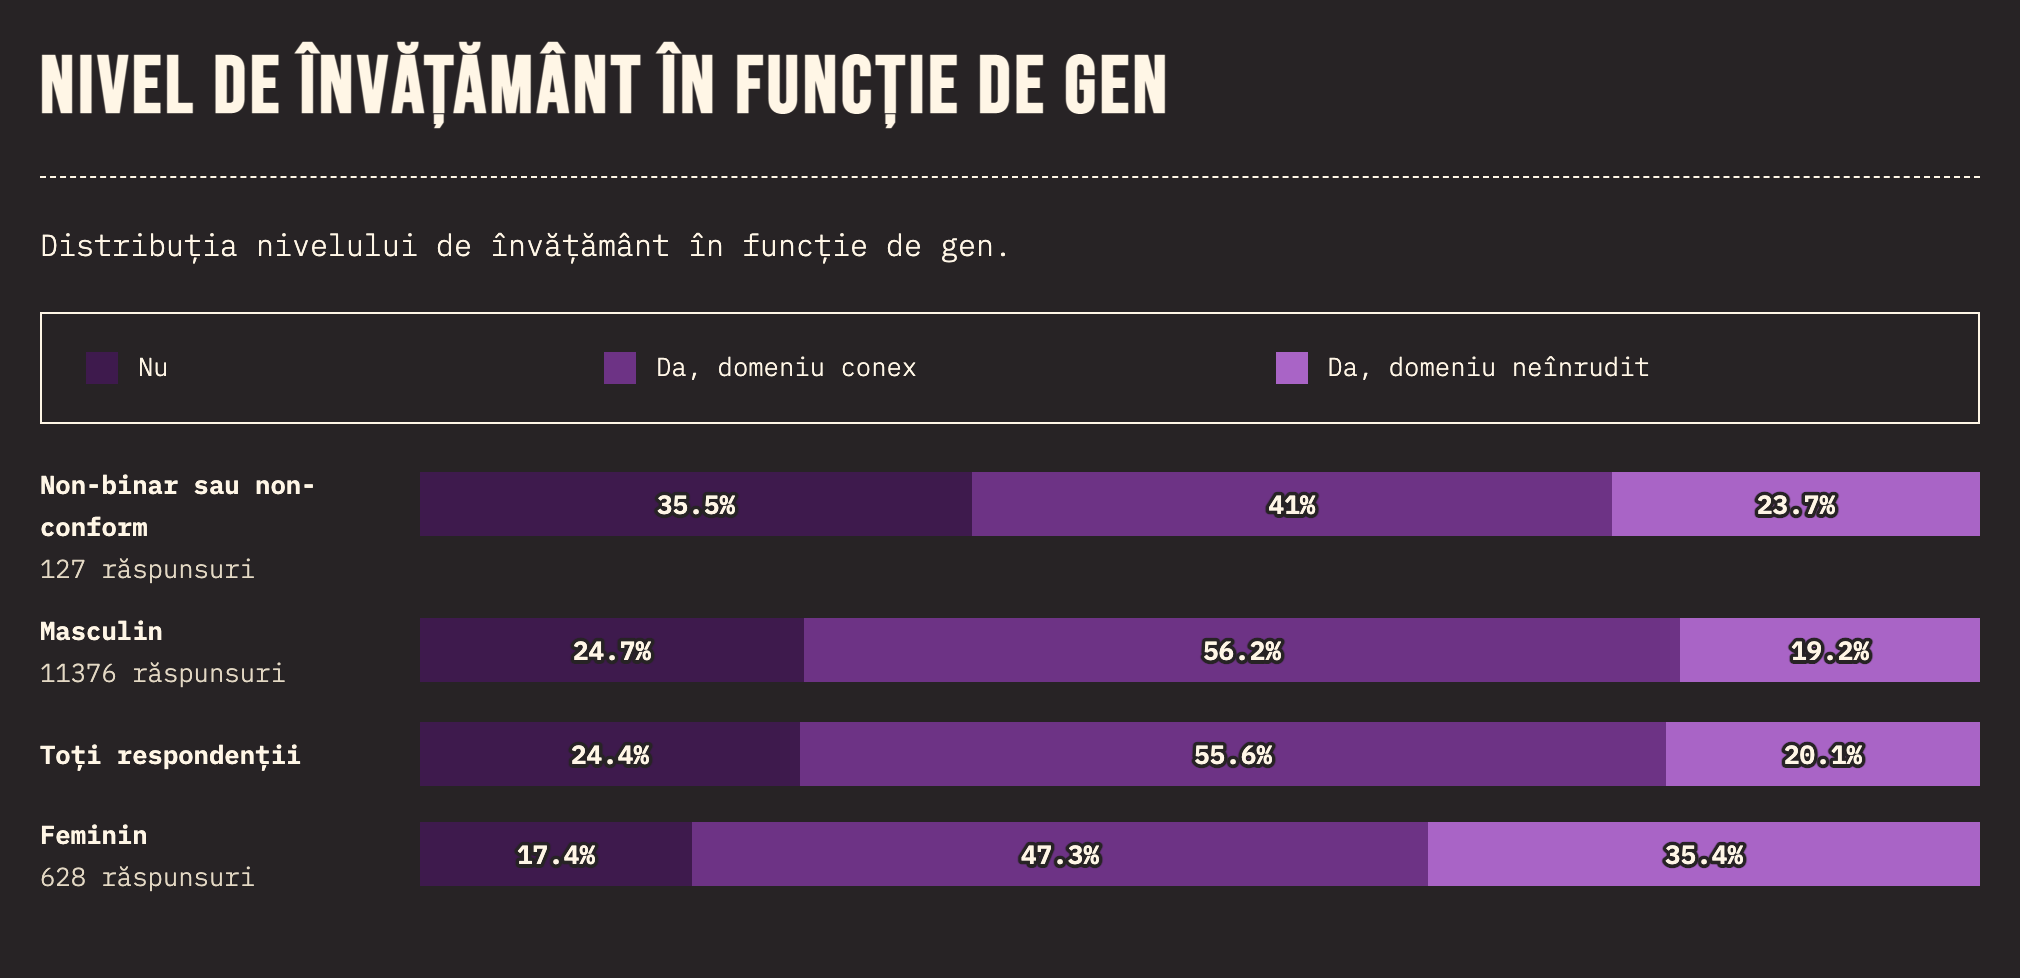 NIVEL DE ÎNVĂȚĂMÂNT ÎN FUNCȚIE DE GEN
Distribuția nivelului de învățământ în funcție de gen.
Nu
Da, domeniu conex
Da, domeniu neînrudit
Non-binar sau non-
conform
127 răspunsuri
35.5%
41%
23.7%
Masculin
11376 răspunsuri
24.7%
56.2%
19.2%
Toți respondenții
24.4%
55.6%
20.1%
Feminin
628 răspunsuri
17.4%
47.3%
35.4%